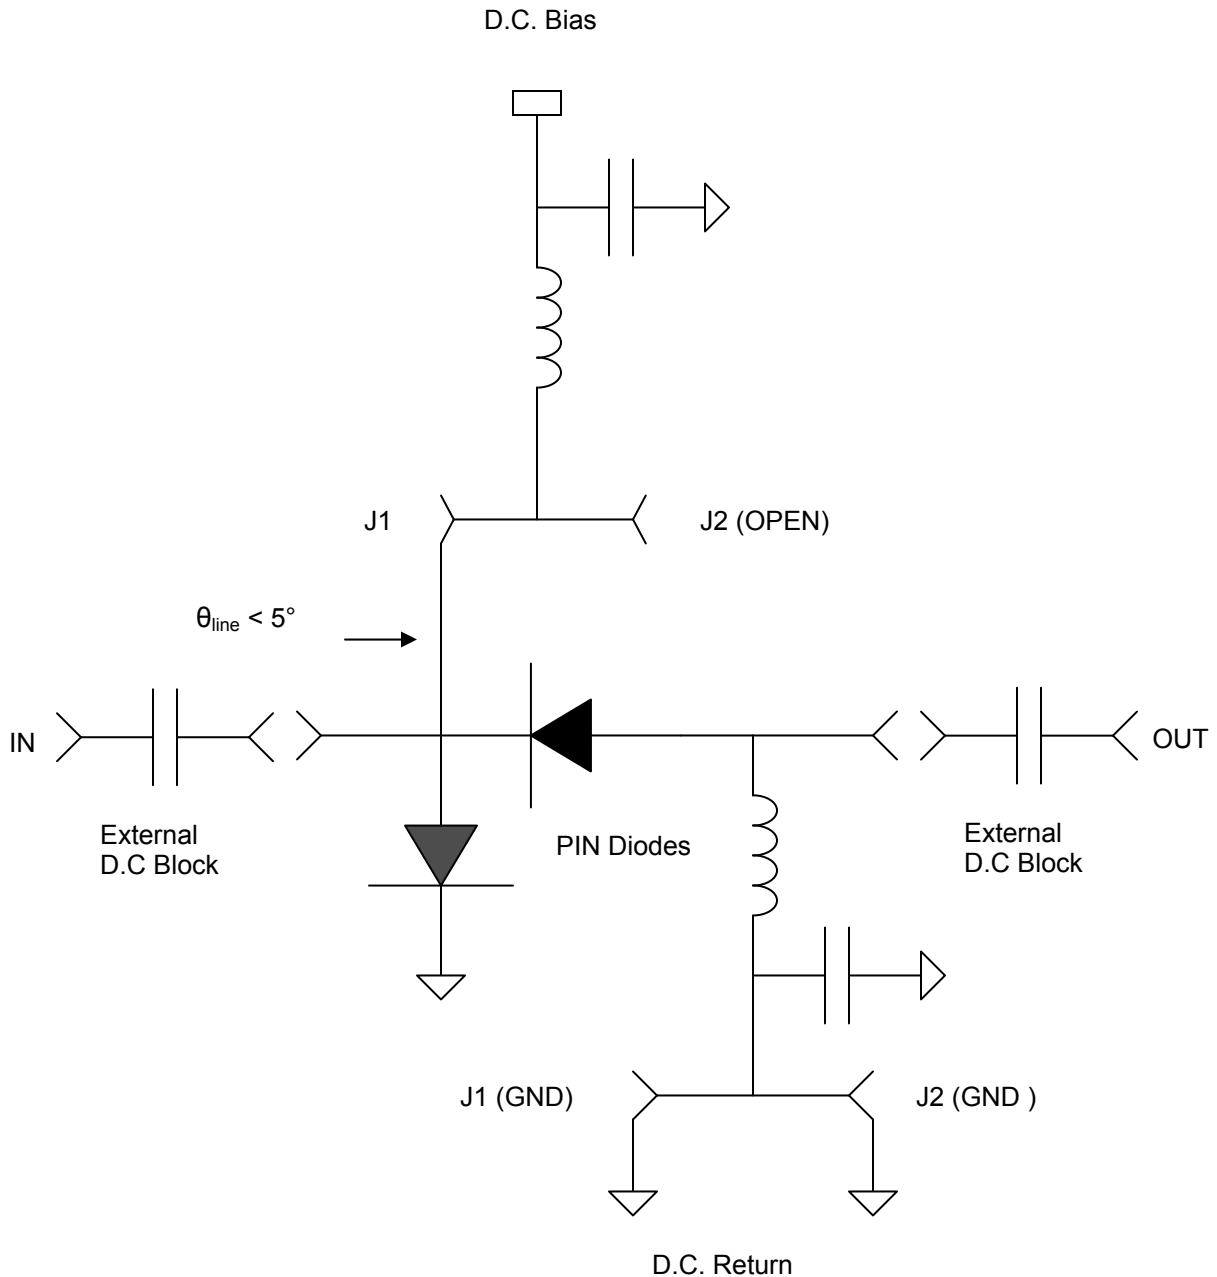 D.C. Bias
J1
J2 (OPEN)
θline < 5°
IN
OUT
External
D.C Block
PIN Diodes
External
D.C Block
J1 (GND)
J2 (GND )
D.C. Return